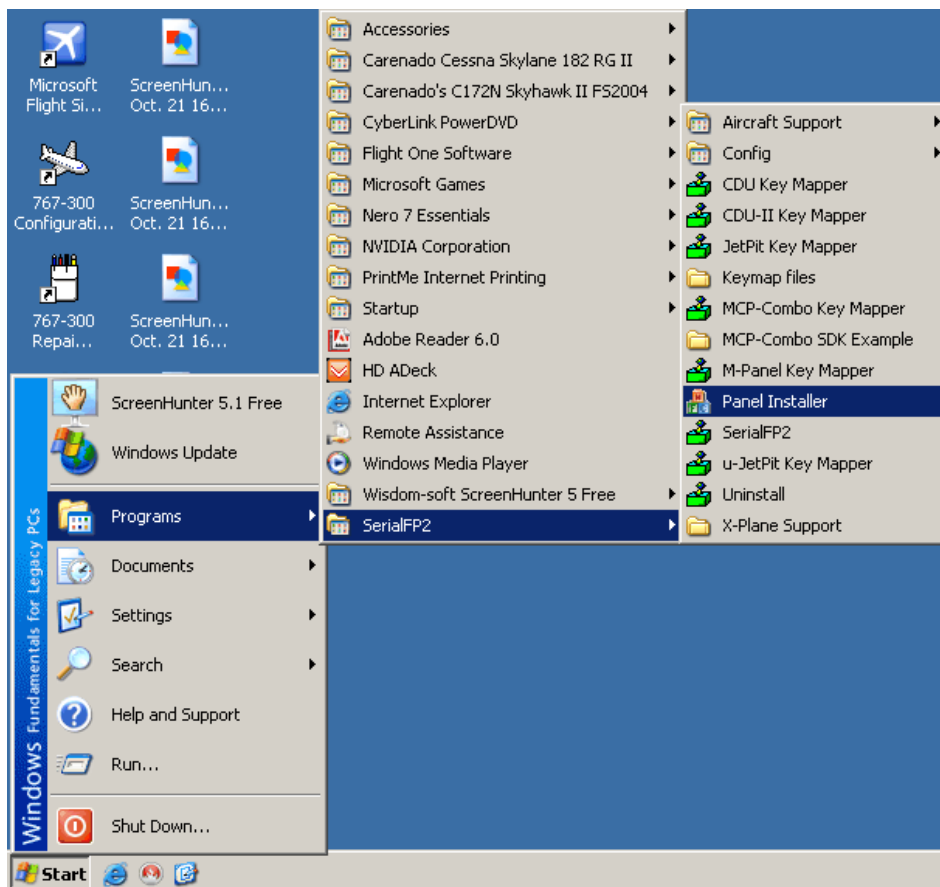 Microsoft
Flight Si...
ScreenHun...
Oct. 21 16...
767-300
Configurati...
ScreenHun...
Oct. 21 16...
767-300
Repai...
ScreenHun...
Oct. 21 16...
ScreenHunter 5.1 Free
Windows Update
Programs
Documents
Settings
Search
Help and Support
Run...
Shut Down...
Windows Fundamentals for Legacy PCs
Start
Accessories
Carenado Cessna Skylane 182 RG II
Carenado's C172N Skyhawk II FS2004
CyberLink PowerDVD
Flight One Software
Microsoft Games
Nero 7 Essentials
NVIDIA Corporation
PrintMe Internet Printing
Startup
Adobe Reader 6.0
HD ADeck
Internet Explorer
Remote Assistance
Windows Media Player
Wisdom-soft ScreenHunter 5 Free
SerialFP2
Aircraft Support
Config
CDU Key Mapper
CDU-II Key Mapper
JetPit Key Mapper
Keymap files
MCP-Combo Key Mapper
MCP-Combo SDK Example
M-Panel Key Mapper
Panel Installer
SerialFP2
u-JetPit Key Mapper
Uninstall
X-Plane Support